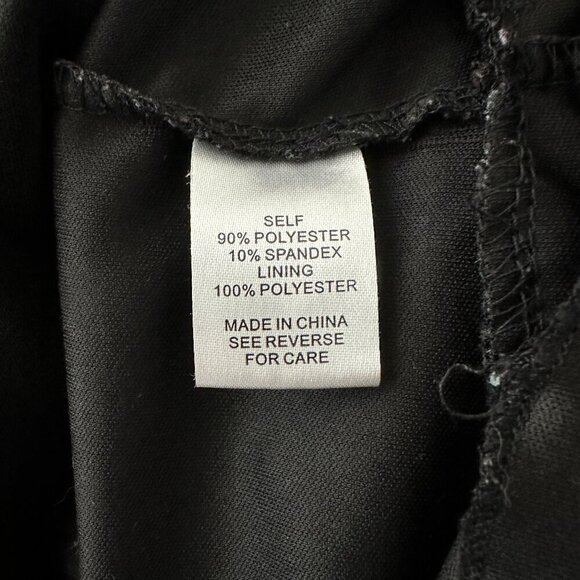 SELF
90% POLYESTER
10% SPANDEX
LINING
100% POLYESTER
MADE IN CHINA
SEE REVERSE
FOR CARE